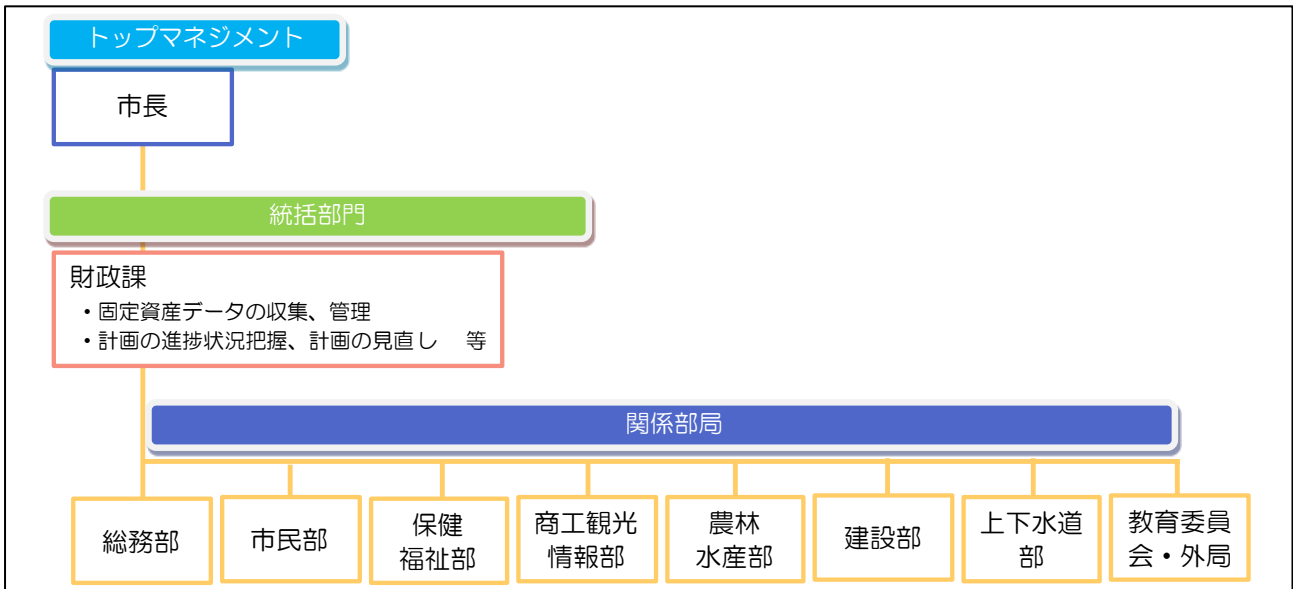 トップマネジメント
市長
統括部門
財政課
・固定資産データの収集、管理
・計画の進捗状況把握、計画の見直し　等
関係部局
総務部
市民部
保健
福祉部
商工観光
情報部
農林
水産部
建設部
上下水道
部
教育委員
会・外局